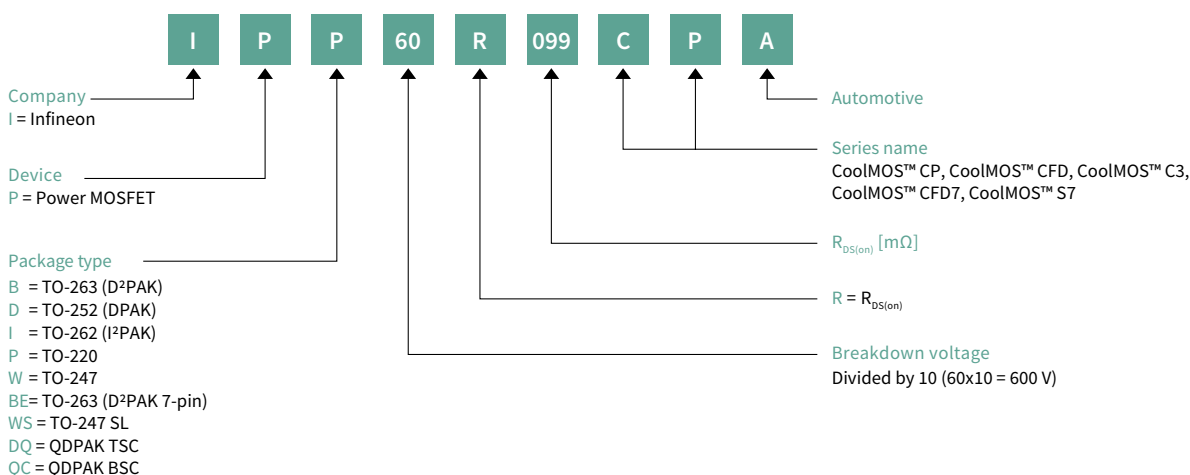 I P P 60 R 099 C P A
Company
I = Infineon
Device
P = Power MOSFET
Package type
B = TO-263 (D²PAK)
D = TO-252 (DPAK)
I = TO-262 (I²PAK)
P = TO-220
W = TO-247
BE= TO-263 (D²PAK 7-pin)
WS = TO-247 SL
DQ = QDPAK TSC
QC = QDPAK BSC
Automotive
Series name
CoolMOS™ CP, CoolMOS™ CFD, CoolMOS™ C3,
CoolMOS™ CFD7, CoolMOS™ S7
R_DS(on) [mΩ]
R = R_DS(on)
Breakdown voltage
Divided by 10 (60x10 = 600 V)